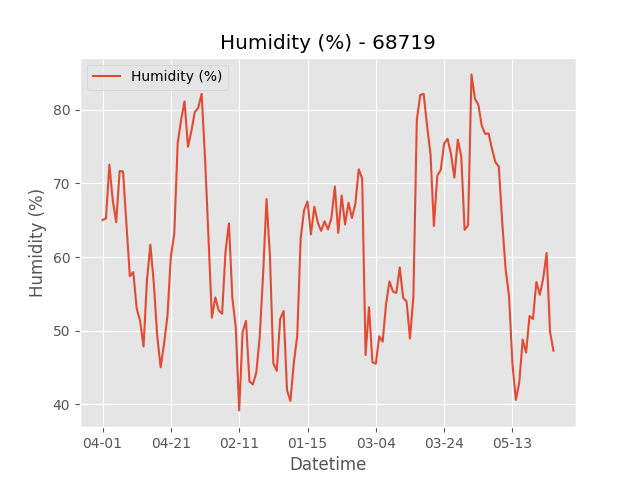 Humidity (%) - 68719
Humidity (%)
80
70
60
50
40
Humidity (%)
04-01 04-21 02-11 01-15 03-04 03-24 05-13
Datetime